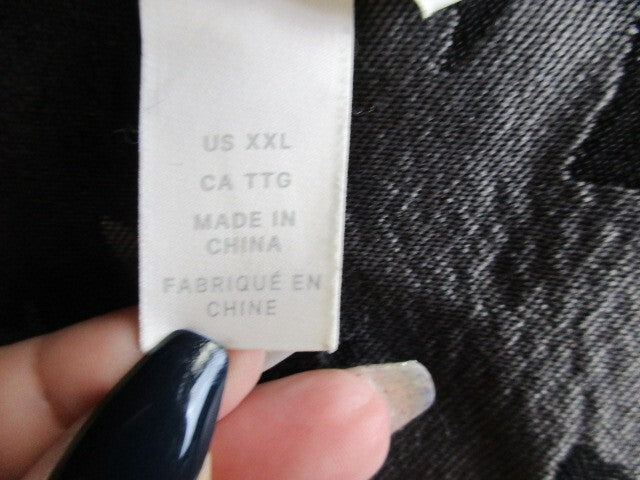 US XXL
CA TTG
MADE IN
CHINA
FABRIQUÉ EN
CHINE